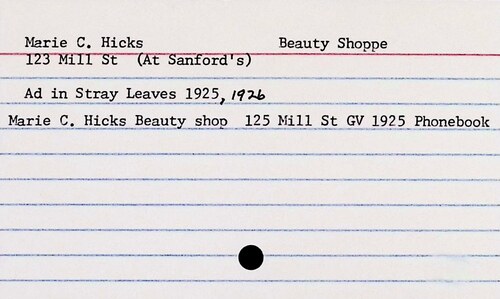 Marie C. Hicks Beauty Shoppe
123 Mill St (At Sanford's)
Ad in Stray Leaves 1925, 1926
Marie C. Hicks Beauty shop 125 Mill St GV 1925 Phonebook